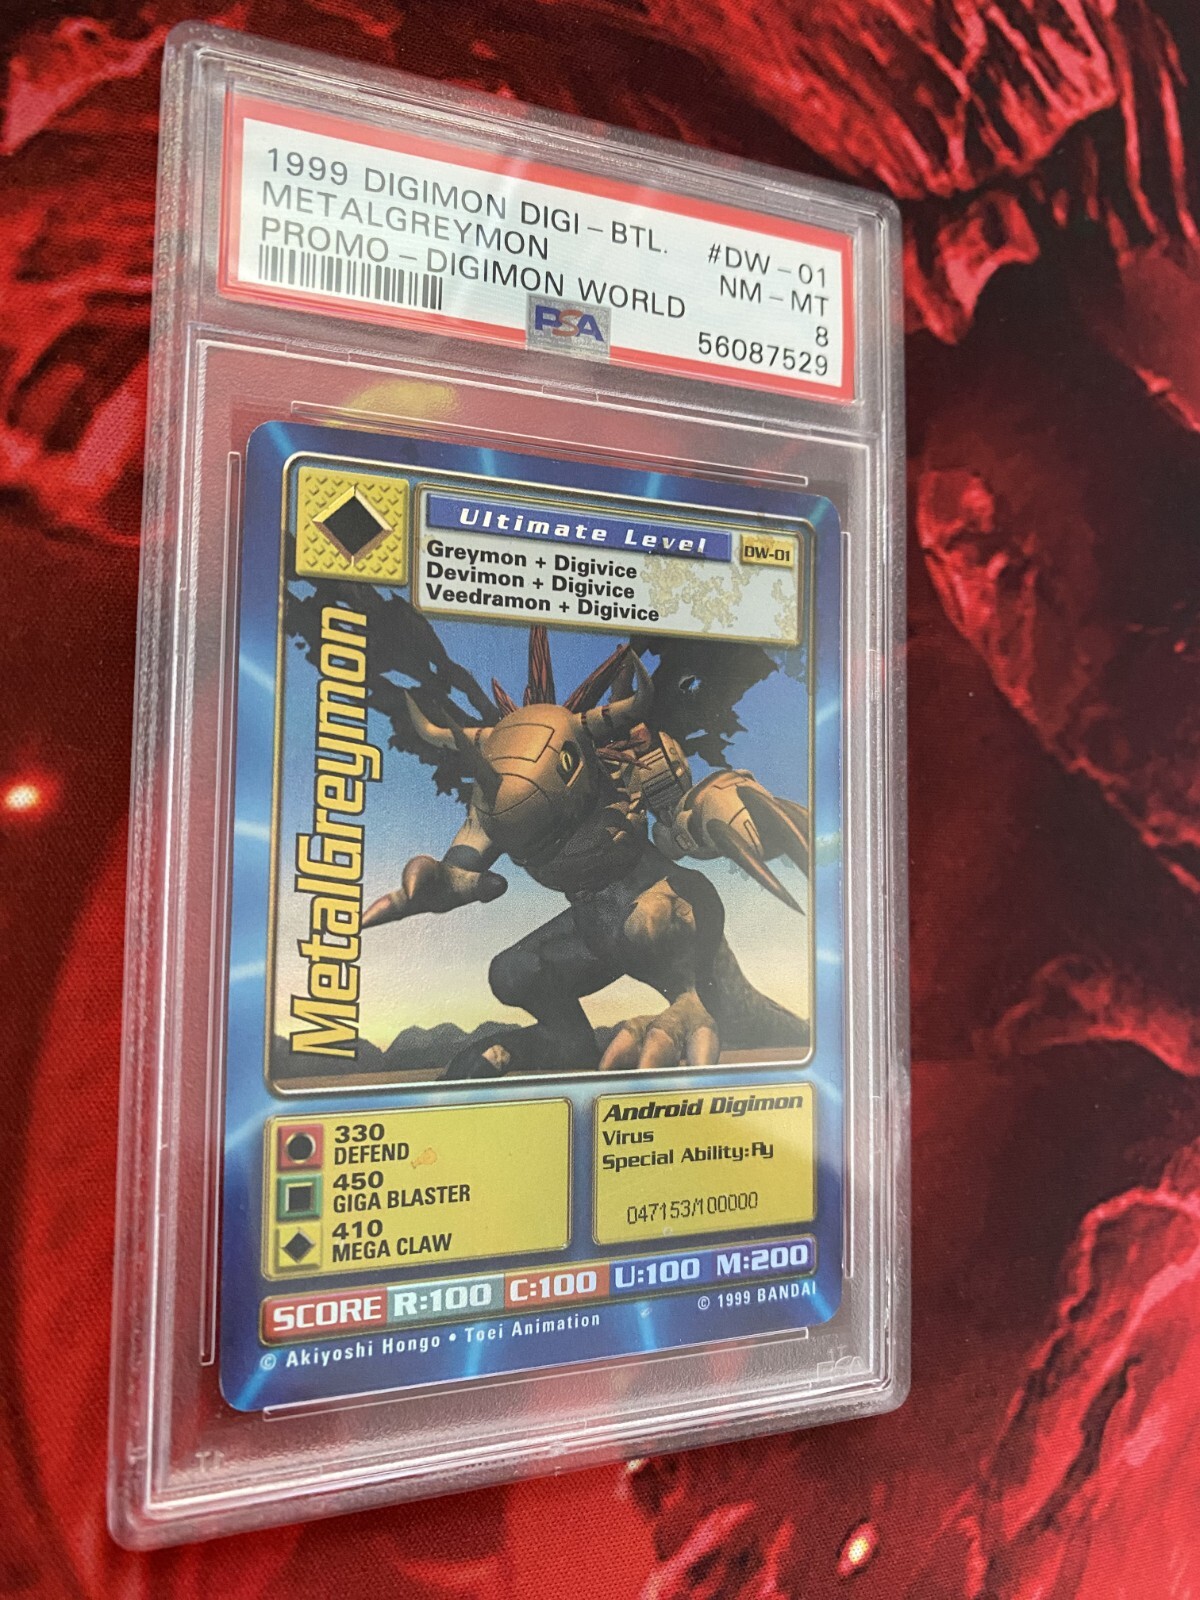 1999 DIGIMON DIGI-BTL. #DW-01
METALGREYMON NM-MT
PROMO-DIGIMON WORLD 8
PSA 56087529
Ultimate Level DW-01
Greymon + Digivice
Devimon + Digivice
Veedramon + Digivice
MetalGreymon
330
DEFEND
450
GIGA BLASTER
410
MEGA CLAW
Android Digimon
Virus
Special Ability:Fly
047153/100000
SCORE R:100 C:100 U:100 M:200
© Akiyoshi Hongo • Toei Animation © 1999 BANDAI
PSA